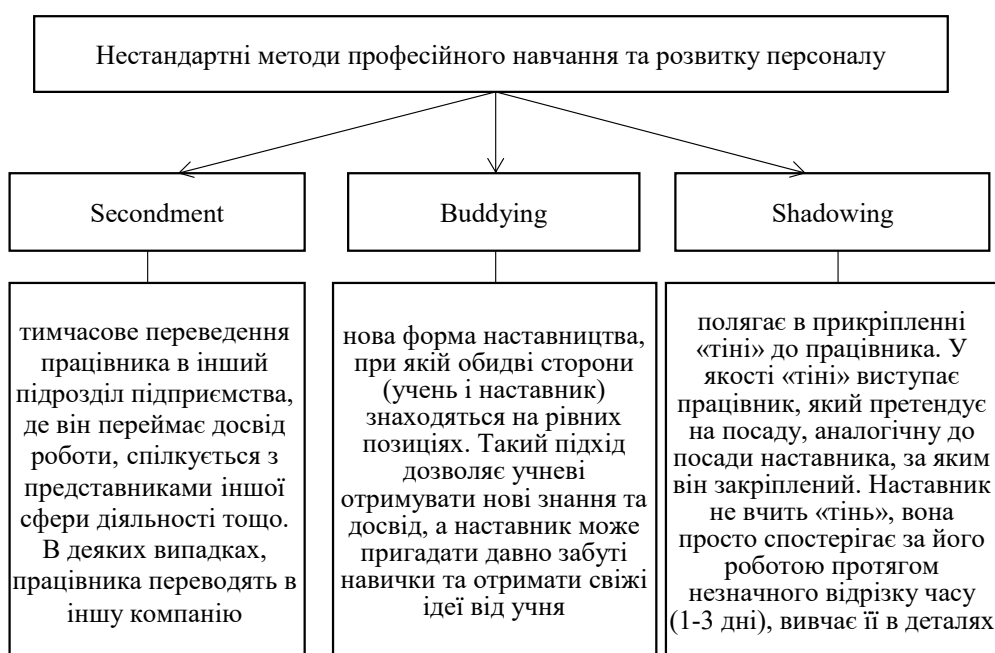 Нестандартні методи професійного навчання та розвитку персоналу
Secondment
Buddying
Shadowing
тимчасове переведення
працівника в інший
підрозділ підприємства,
де він переймає досвід
роботи, спілкується з
представниками іншої
сфери діяльності тощо.
В деяких випадках,
працівника переводять в
іншу компанію
нова форма наставництва,
при якій обидві сторони
(учень і наставник)
знаходяться на рівних
позиціях. Такий підхід
дозволяє учневі
отримувати нові знання та
досвід, а наставник може
пригадати давно забуті
навички та отримати свіжі
ідеї від учня
полягає в прикріпленні
«тіні» до працівника. У
якості «тіні» виступає
працівник, який претендує
на посаду, аналогічну до
посади наставника, за яким
він закріплений. Наставник
не вчить «тінь», вона
просто спостерігає за його
роботою протягом
незначного відрізку часу
(1-3 дні), вивчає її в деталях